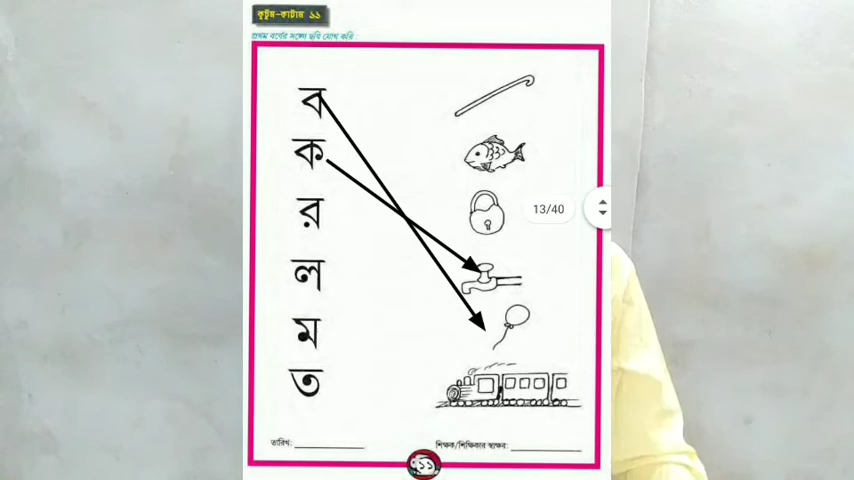 কুটুম-কাটাম ১১
প্রথম বর্ণের সঙ্গে ছবি মেখ করি :
ব
ক
র
ল
ম
ত
13/40
তারিখ:
শিক্ষক/শিক্ষিকার স্বাক্ষর:
১১